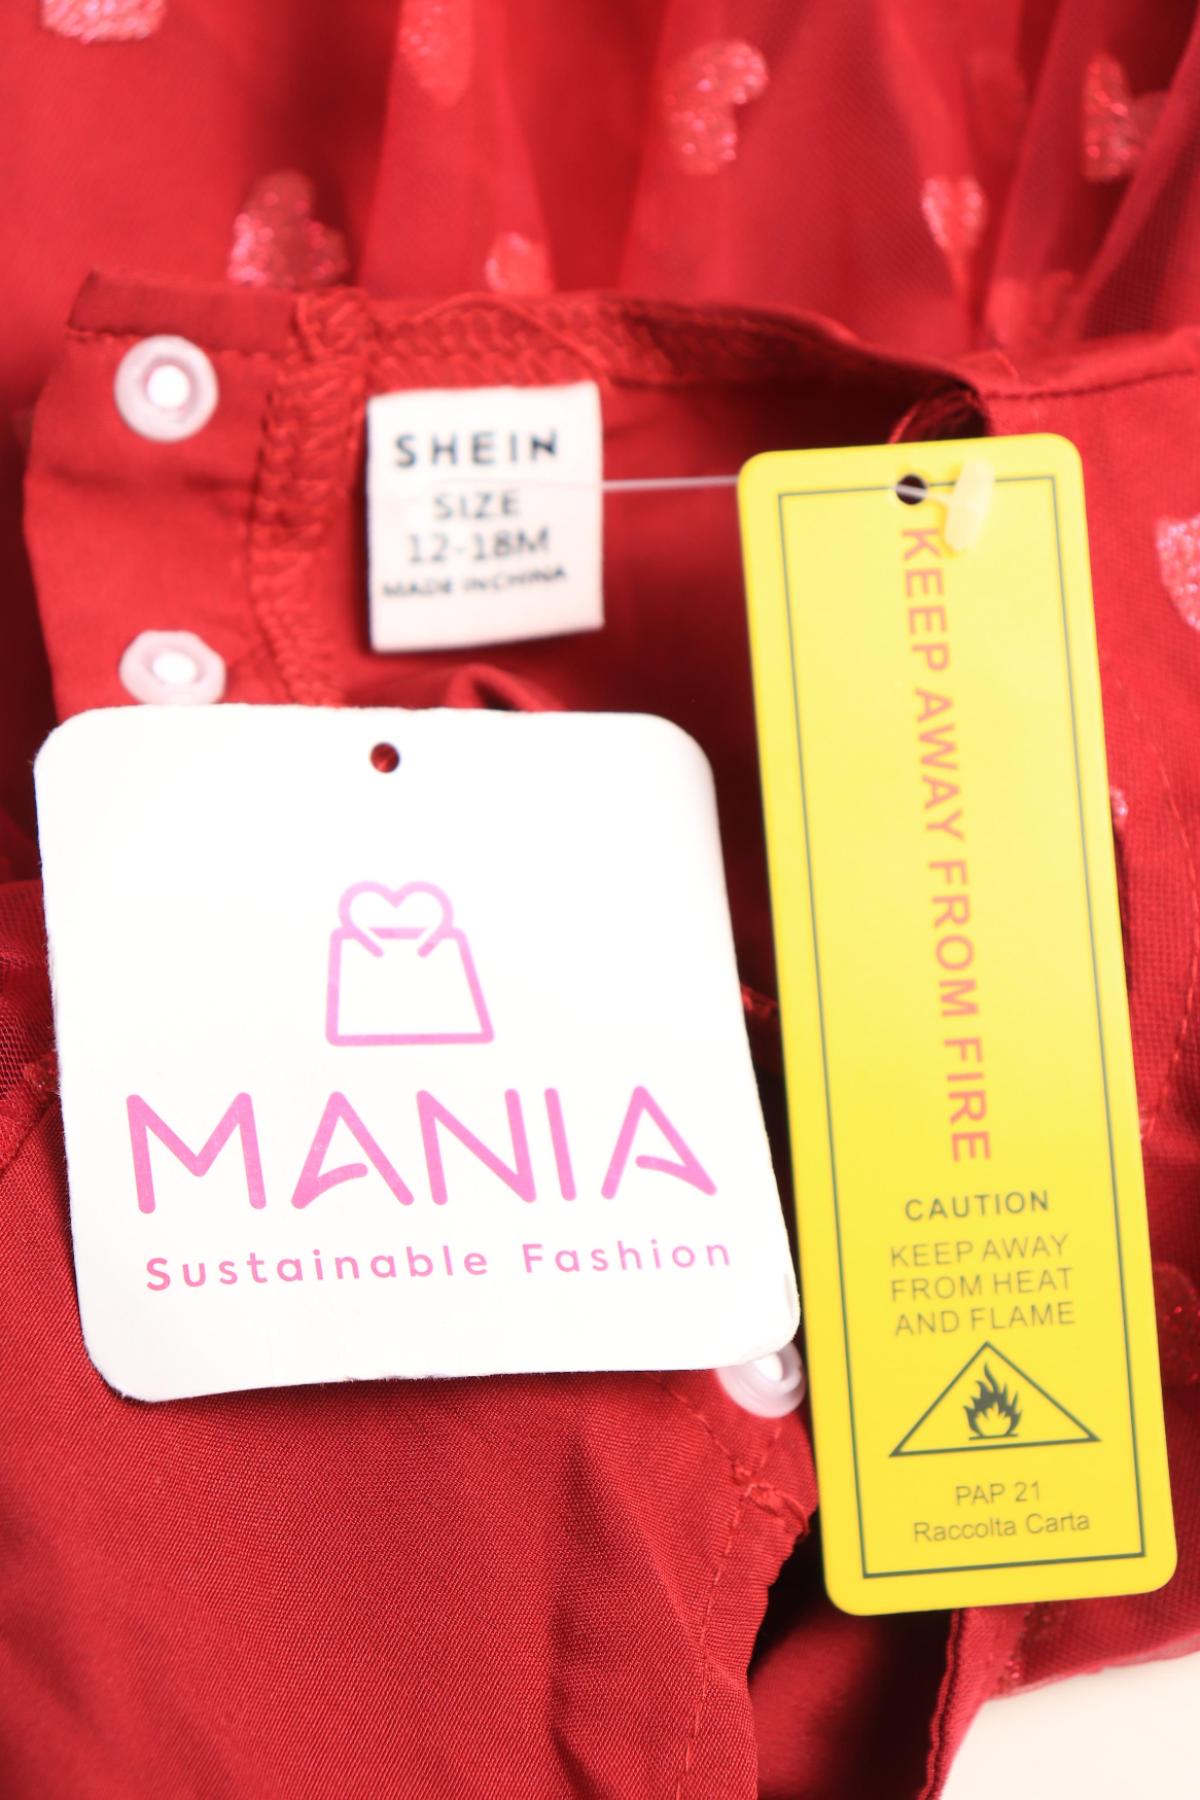 SHEIN
SIZE
12-18M
MADE IN CHINA
MANIA
Sustainable Fashion
KEEP AWAY FROM FIRE
CAUTION
KEEP AWAY
FROM HEAT
AND FLAME
PAP 21
Raccolta Carta